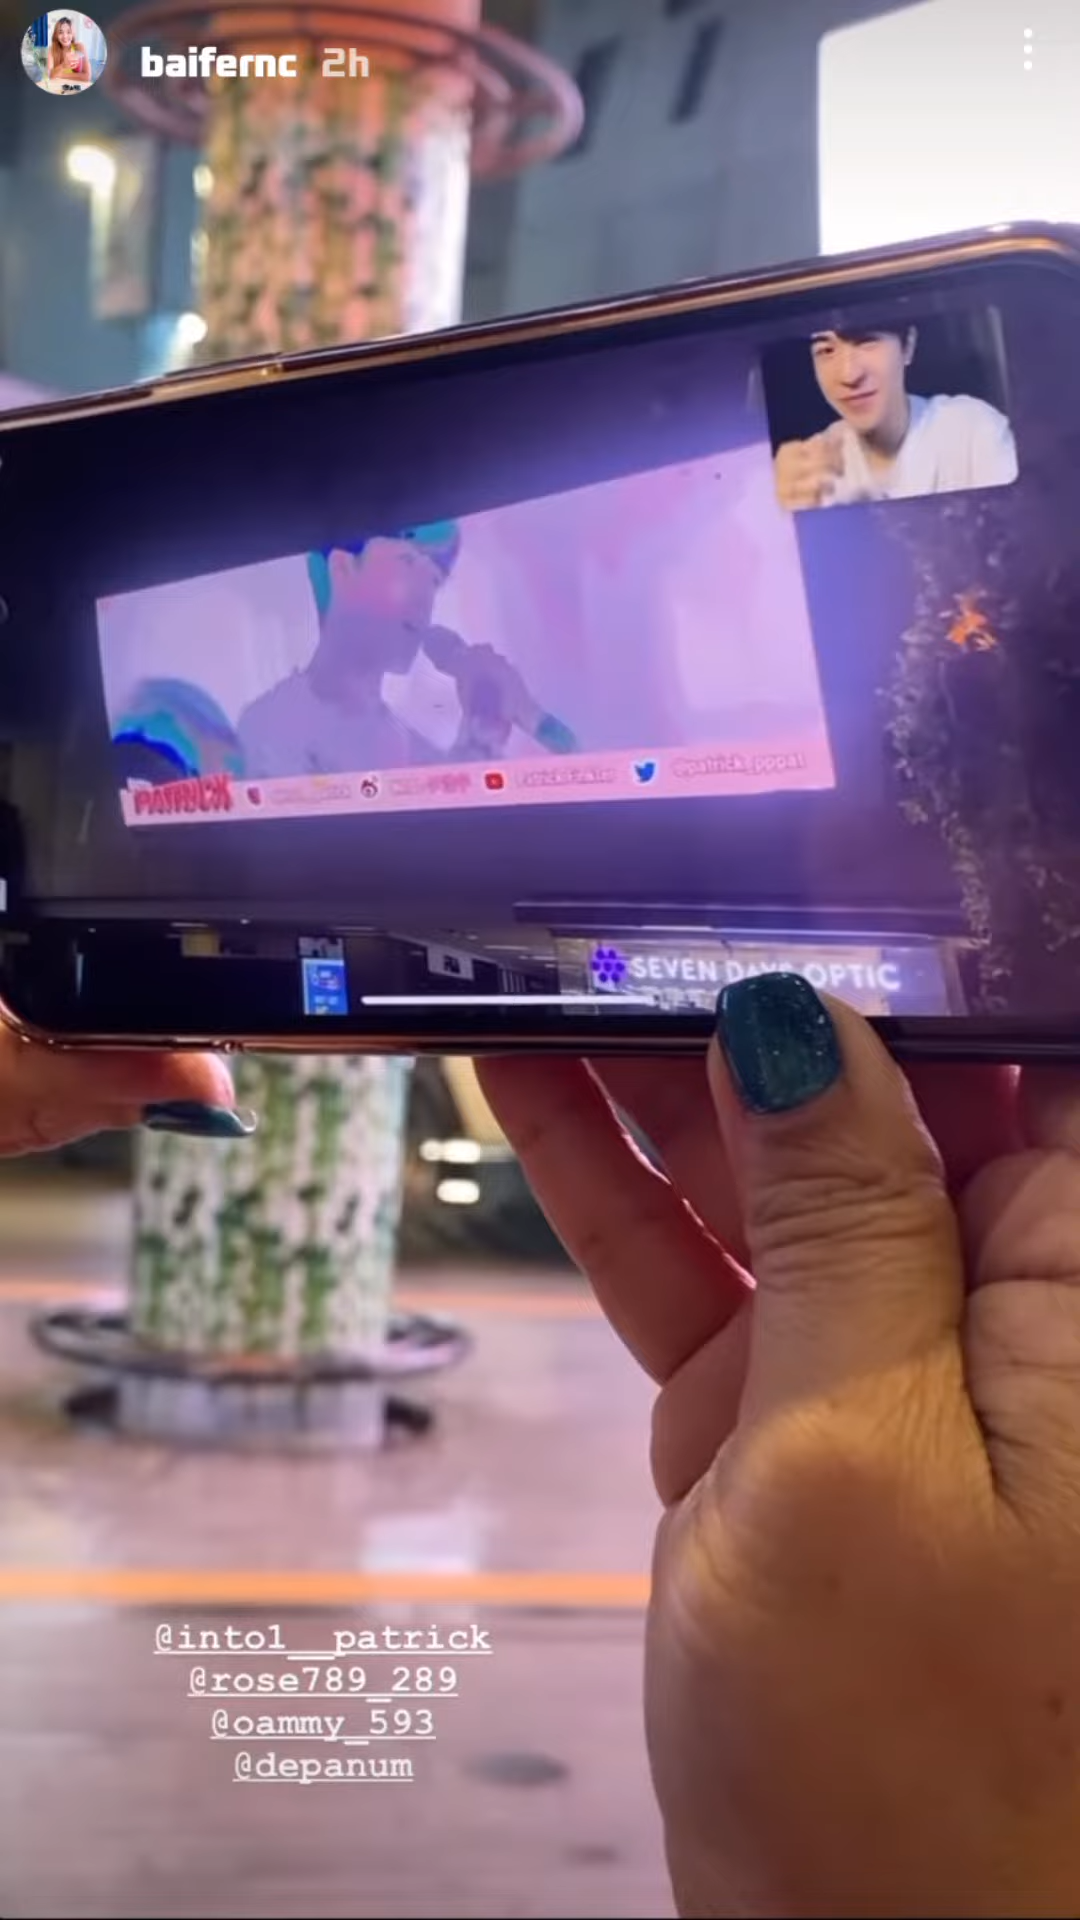 baifernc 2h
PATRICK
@patrick_pppat
SEVEN DAYS OPTIC
@into1__patrick
@rose789_289
@oammy_593
@depanum